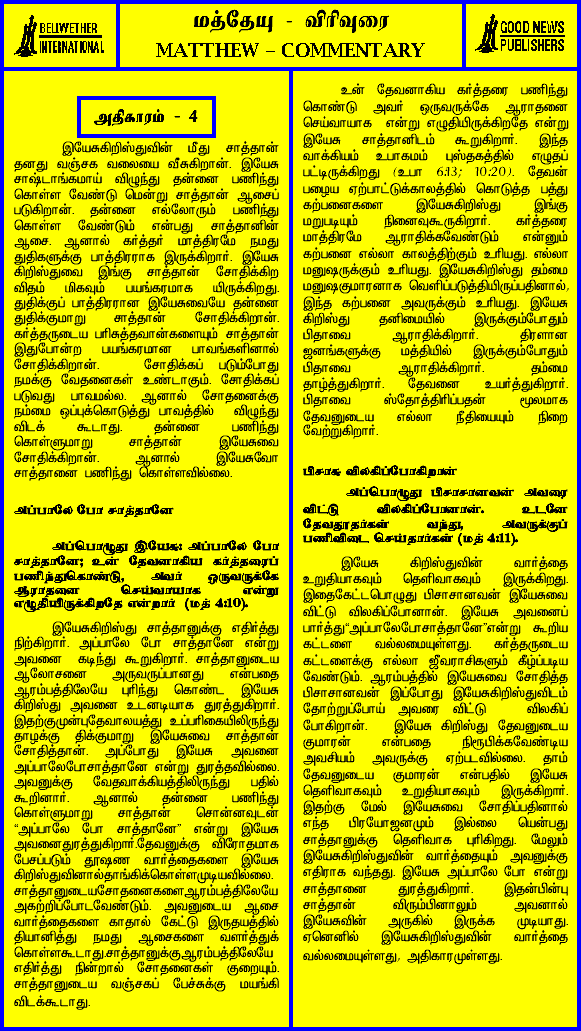 BELWETHER
INTERNATIONAL
மத்தேயு - விரிவுரை
MATTHEW – COMMENTARY
GOOD NEWS
PUBLISHERS
அதிகாரம் - 4
இயேசுகிறிஸ்துவின் மீது சாத்தான்
தனது வஞ்சக வலையை வீசுகிறான். இயேசு
சாஷ்டாங்கமாய் விழுந்து தன்னை பணிந்து
கொள்ள வேண்டு மென்று சாத்தான் ஆசைப்
படுகிறான். தன்னை எல்லோரும் பணிந்து
கொள்ள வேண்டும் என்பது சாத்தானின்
ஆசை. ஆனால் கர்த்தர் மாத்திரமே நமது
துதிகளுக்கு பாத்திரராக இருக்கிறார். இயேசு
கிறிஸ்துவை இங்கு சாத்தான் சோதிக்கிற
விதம் மிகவும் பயங்கரமாக யிருக்கிறது.
துதிக்குப் பாத்திரரான இயேசுவையே தன்னை
துதிக்குமாறு சாத்தான் சோதிக்கிறான்.
கர்த்தருடைய பரிசுத்தவான்களையும் சாத்தான்
இதுபோன்ற பயங்கரமான பாவங்களினால்
சோதிக்கிறான். சோதிக்கப் படும்போது
நமக்கு வேதனைகள் உண்டாகும். சோதிக்கப்
படுவது பாவமல்ல. ஆனால் சோதனைக்கு
நம்மை ஒப்புக்கொடுத்து பாவத்தில் விழுந்து
விடக் கூடாது. தன்னை பணிந்து
கொள்ளுமாறு சாத்தான் இயேசுவை
சோதிக்கிறான். ஆனால் இயேசுவோ
சாத்தானை பணிந்து கொள்ளவில்லை.
அப்பாலே போ சாத்தானே
அப்பொழுது இயேசு: அப்பாலே போ
சாத்தானே; உன் தேவனாகிய கர்த்தரைப்
பணிந்துகொண்டு, அவர் ஒருவருக்கே
ஆராதனை செய்வாயாக என்று
எழுதியிருக்கிறதே என்றார் (மத் 4:10).
இயேசுகிறிஸ்து சாத்தானுக்கு எதிர்த்து
நிற்கிறார். அப்பாலே போ சாத்தானே என்று
அவனை கடிந்து கூறுகிறார். சாத்தானுடைய
ஆலோசனை அருவருப்பானது என்பதை
ஆரம்பத்திலேயே புரிந்து கொண்ட இயேசு
கிறிஸ்து அவனை உடனடியாக துரத்துகிறார்.
இதற்குமுன்புதேவாலயத்து உப்பரிகையிலிருந்து
தாழக்கு திக்குமாறு இயேசுவை சாத்தான்
சோதித்தான். அப்போது இயேசு அவனை
அப்பாலேபோசாத்தானே என்று துரத்தவில்லை.
அவனுக்கு வேதவாக்கியத்திலிருந்து பதில்
கூறினார். ஆனால் தன்னை பணிந்து
கொள்ளுமாறு சாத்தான் சொன்னவுடன்
“அப்பாலே போ சாத்தானே” என்று இயேசு
அவனைதுரத்துகிறார்.தேவனுக்கு விரோதமாக
பேசப்படும் தூஷண வார்த்தைகளை இயேசு
கிறிஸ்துவினால்தாங்கிக்கொள்ளமுடியவில்லை.
சாத்தானுடையசோதனைகளைஆரம்பத்திலேயே
அகற்றிப்போடவேண்டும். அவனுடைய ஆசை
வார்த்தைகளை காதால் கேட்டு இருதயத்தில்
தியானித்து நமது ஆசைகளை வளர்த்துக்
கொள்ளகூடாது.சாத்தானுக்குஆரம்பத்திலேயே
எதிர்த்து நின்றால் சோதனைகள் குறையும்.
சாத்தானுடைய வஞ்சகப் பேச்சுக்கு மயங்கி
விடக்கூடாது.
உன் தேவனாகிய கர்த்தரை பணிந்து
கொண்டு அவர் ஒருவருக்கே ஆராதனை
செய்வாயாக என்று எழுதியிருக்கிறதே என்று
இயேசு சாத்தானிடம் கூறுகிறார். இந்த
வாக்கியம் உபாகமம் புஸ்தகத்தில் எழுதப்
பட்டிருக்கிறது (உபா 6:13; 10:20). தேவன்
பழைய ஏற்பாட்டுக்காலத்தில் கொடுத்த பத்து
கற்பனைகளை இயேசுகிறிஸ்து இங்கு
மறுபடியும் நினைவுகூருகிறார். கர்த்தரை
மாத்திரமே ஆராதிக்கவேண்டும் என்னும்
கற்பனை எல்லா காலத்திற்கும் உரியது. எல்லா
மனுஷருக்கும் உரியது. இயேசுகிறிஸ்து தம்மை
மனுஷகுமாரனாக வெளிப்படுத்தியிருப்பதினால்,
இந்த கற்பனை அவருக்கும் உரியது. இயேசு
கிறிஸ்து தனிமையில் இருக்கும்போதும்
பிதாவை ஆராதிக்கிறார். திரளான
ஜனங்களுக்கு மத்தியில் இருக்கும்போதும்
பிதாவை ஆராதிக்கிறார். தம்மை
தாழ்த்துகிறார். தேவனை உயர்த்துகிறார்.
பிதாவை ஸ்தோத்திரிப்பதன் மூலமாக
தேவனுடைய எல்லா நீதியையும் நிறை
வேற்றுகிறார்.
பிசாசு விலகிப்போகிறான்
அப்பொழுது பிசாசானவன் அவரை
விட்டு விலகிப்போனான். உடனே
தேவதூதர்கள் வந்து, அவருக்குப்
பணிவிடை செய்தார்கள் (மத் 4:11).
இயேசு கிறிஸ்துவின் வார்த்தை
உறுதியாகவும் தெளிவாகவும் இருக்கிறது.
இதைகேட்டபொழுது பிசாசானவன் இயேசுவை
விட்டு விலகிப்போனான். இயேசு அவனைப்
பார்த்து“அப்பாலேபோசாத்தானே”என்று கூறிய
கட்டளை வல்லமையுள்ளது. கர்த்தருடைய
கட்டளைக்கு எல்லா ஜீவராசிகளும் கீழ்ப்படிய
வேண்டும். ஆரம்பத்தில் இயேசுவை சோதித்த
பிசாசானவன் இப்போது இயேசுகிறிஸ்துவிடம்
தோற்றுப்போய் அவரை விட்டு விலகிப்
போகிறான். இயேசு கிறிஸ்து தேவனுடைய
குமாரன் என்பதை நிரூபிக்கவேண்டிய
அவசியம் அவருக்கு ஏற்படவில்லை. தாம்
தேவனுடைய குமாரன் என்பதில் இயேசு
தெளிவாகவும் உறுதியாகவும் இருக்கிறார்.
இதற்கு மேல் இயேசுவை சோதிப்பதினால்
எந்த பிரயோஜனமும் இல்லை யென்பது
சாத்தானுக்கு தெளிவாக புரிகிறது. மேலும்
இயேசுகிறிஸ்துவின் வார்த்தையும் அவனுக்கு
எதிராக வந்தது. இயேசு அப்பாலே போ என்று
சாத்தானை துரத்துகிறார். இதன்பின்பு
சாத்தான் விரும்பினாலும் அவனால்
இயேசுவின் அருகில் இருக்க முடியாது.
ஏனெனில் இயேசுகிறிஸ்துவின் வார்த்தை
வல்லமையுள்ளது, அதிகாரமுள்ளது.